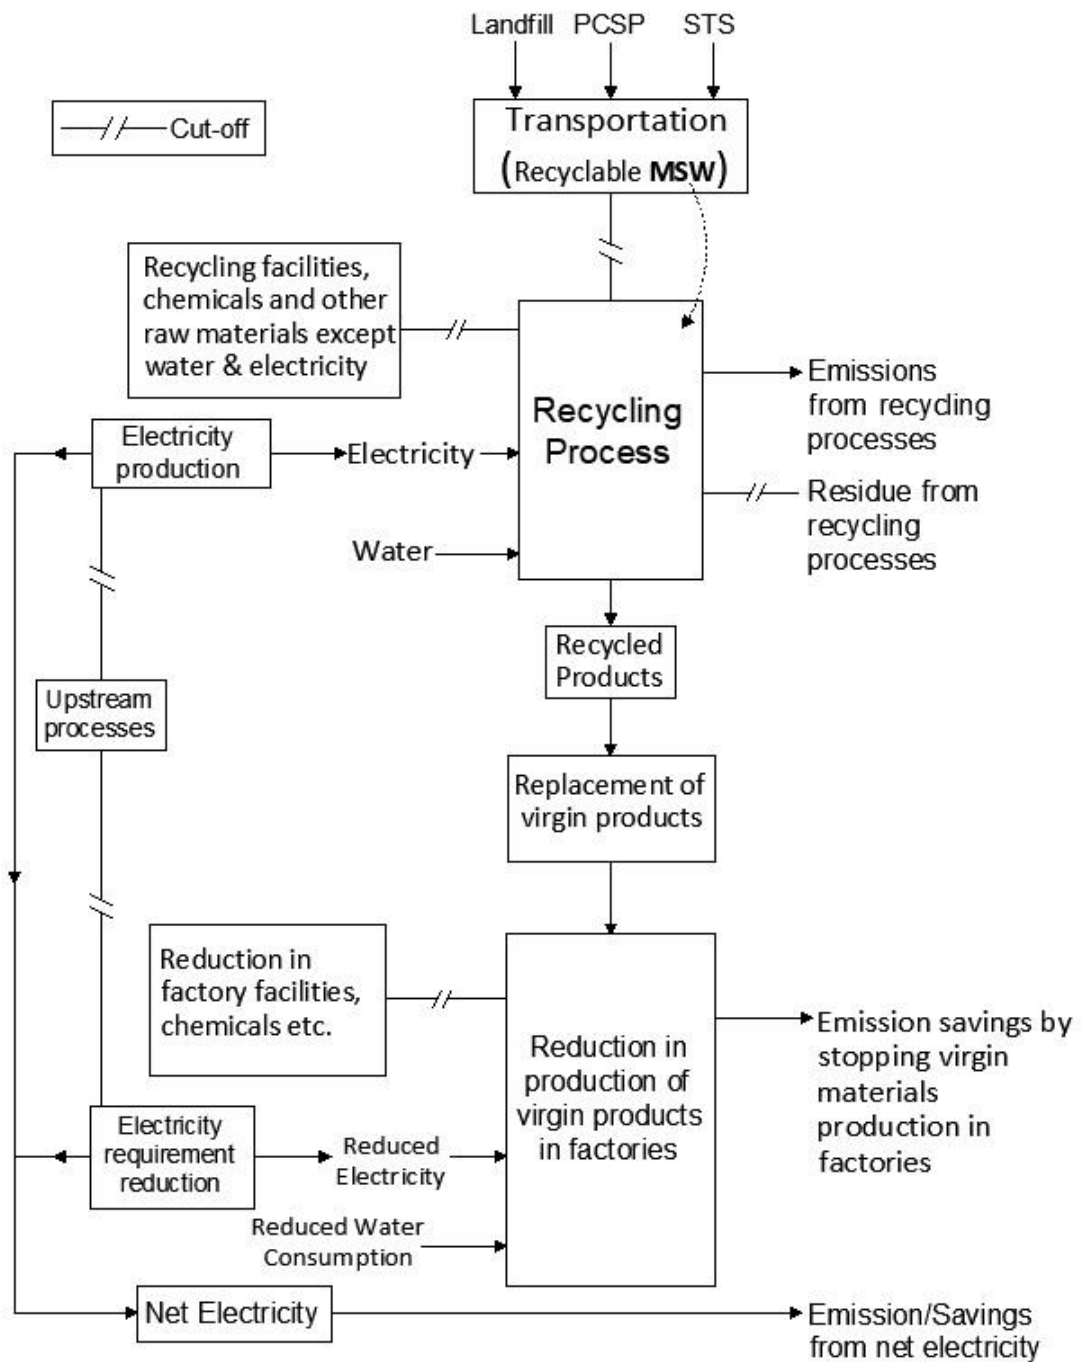 Landfill PCSP STS
Cut-off
Transportation
(Recyclable MSW)
Recycling facilities,
chemicals and other
raw materials except
water & electricity
Recycling
Process
Emissions
from recycling
processes
Electricity
production
Electricity
Residue from
recycling
processes
Water
Recycled
Products
Upstream
processes
Replacement of
virgin products
Reduction in
factory facilities,
chemicals etc.
Reduction in
production of
virgin products
in factories
Emission savings by
stopping virgin
materials
production in
factories
Electricity
requirement
reduction
Reduced
Electricity
Reduced Water
Consumption
Net Electricity
Emission/Savings
from net electricity